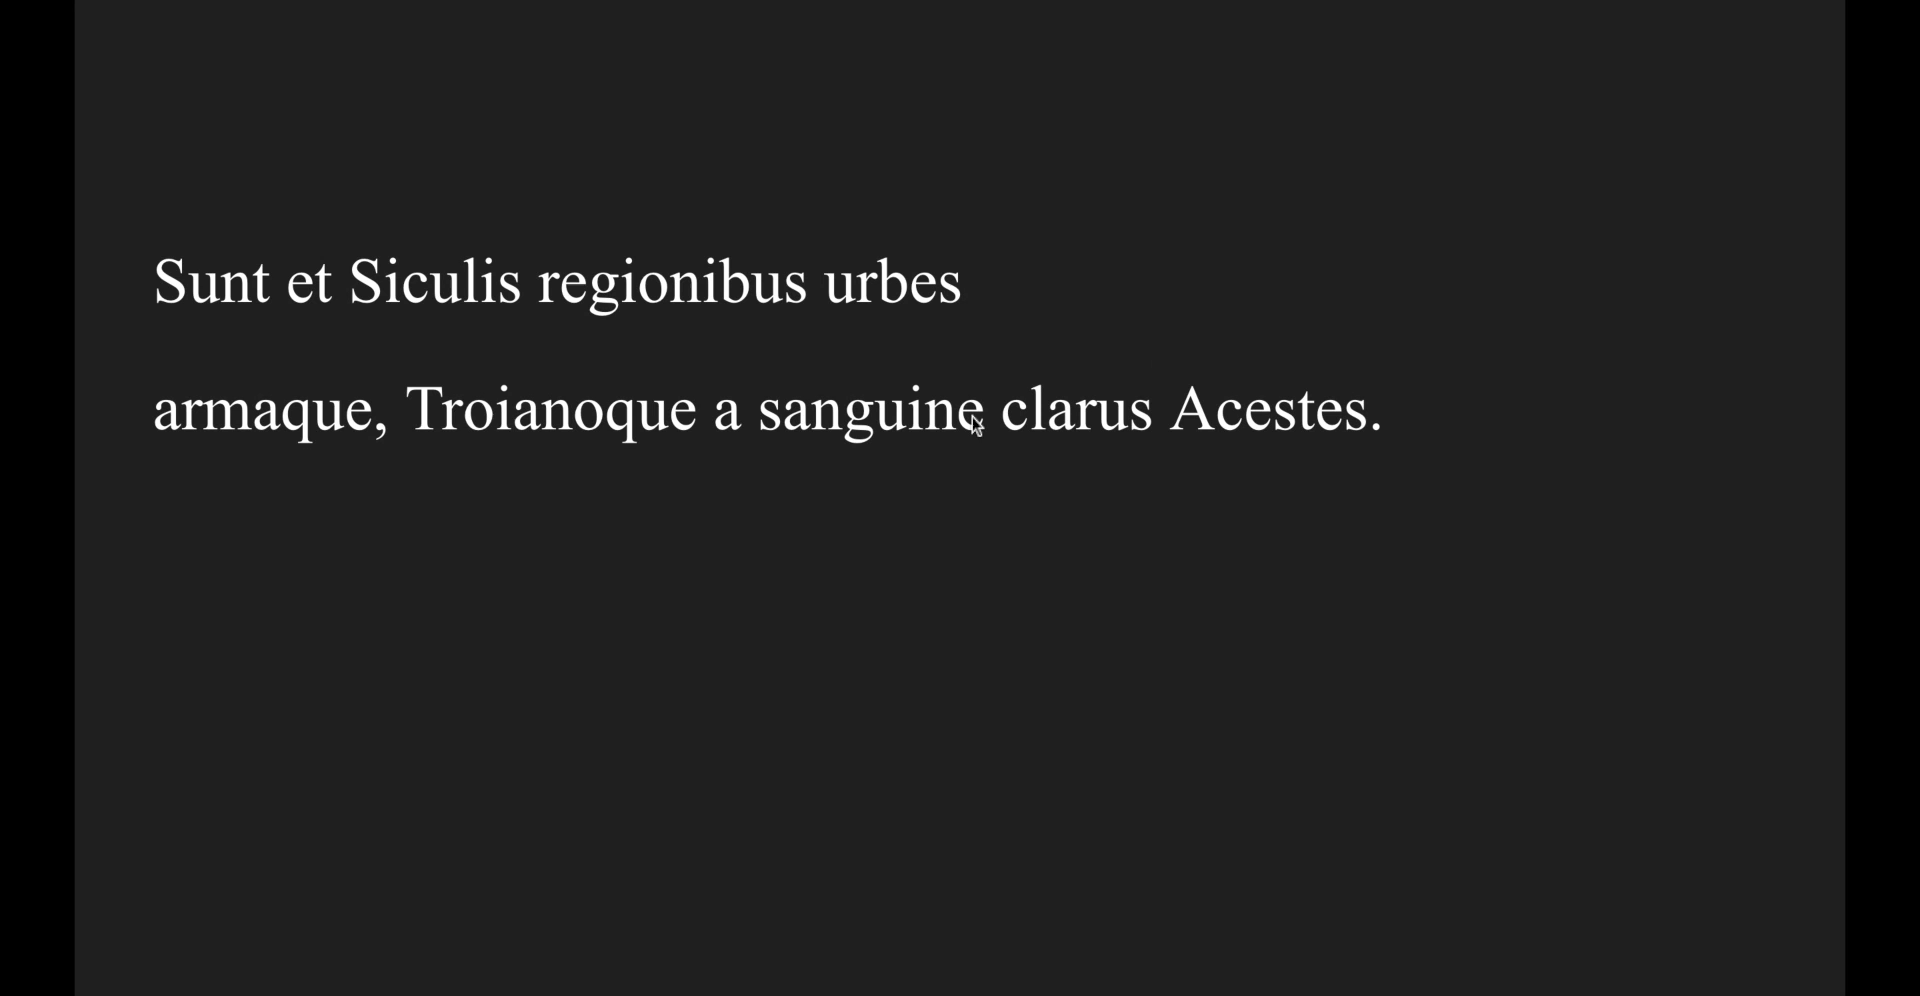 Sunt et Siculis regionibus urbes
armaque, Troianoque a sanguine clarus Acestes.